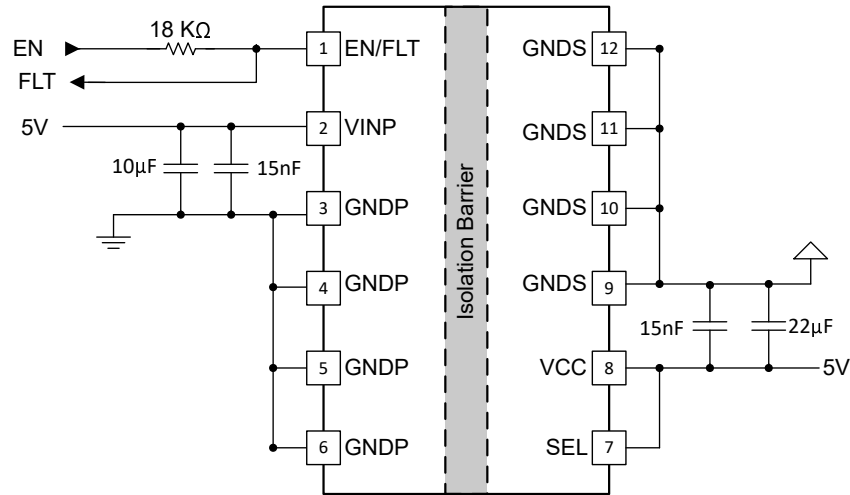 EN
18 KΩ
FLT
5V
10µF
15nF
1
EN/FLT
2
VINP
3
GNDP
4
GNDP
5
GNDP
6
GNDP
Isolation Barrier
GNDS
12
GNDS
11
GNDS
10
GNDS
9
VCC
8
SEL
7
15nF
22µF
5V